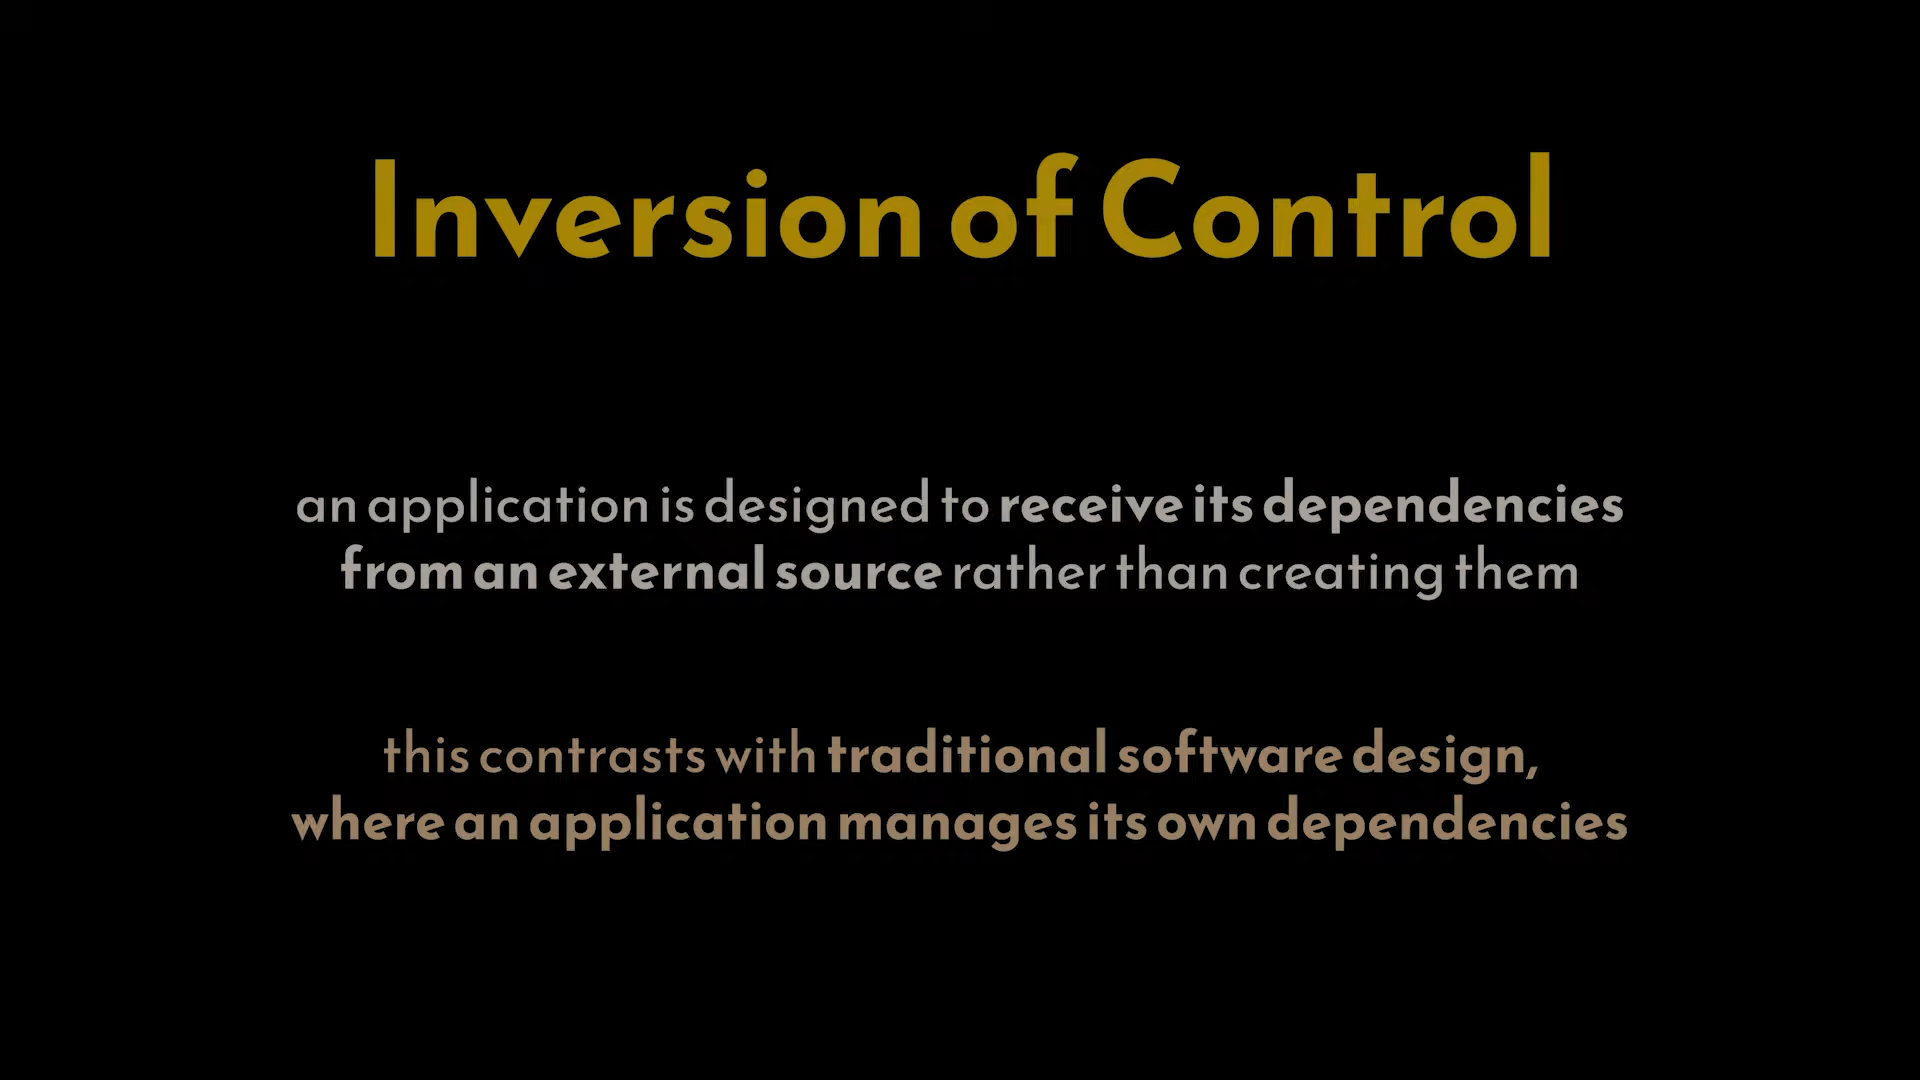 Inversion of Control
an application is designed to receive its dependencies
from an external source rather than creating them
this contrasts with traditional software design,
where an application manages its own dependencies